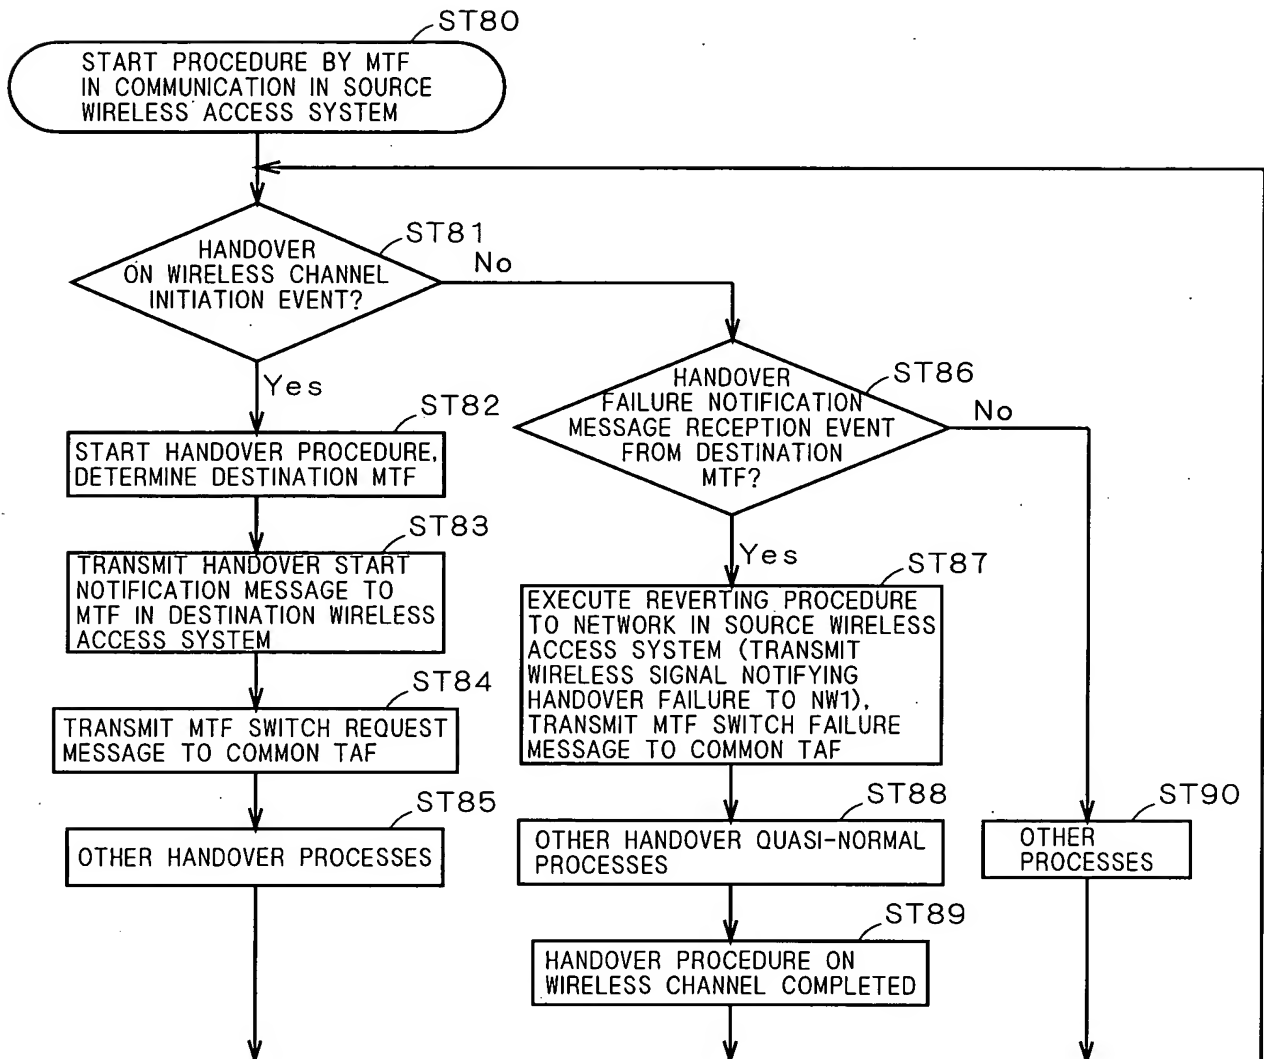 ST80
START PROCEDURE BY MTF
IN COMMUNICATION IN SOURCE
WIRELESS ACCESS SYSTEM
ST81
HANDOVER
ON WIRELESS CHANNEL
INITIATION EVENT?
No
Yes
ST86
HANDOVER
FAILURE NOTIFICATION
MESSAGE RECEPTION EVENT
FROM DESTINATION
MTF?
No
Yes
ST82
START HANDOVER PROCEDURE,
DETERMINE DESTINATION MTF
ST83
TRANSMIT HANDOVER START
NOTIFICATION MESSAGE TO
MTF IN DESTINATION WIRELESS
ACCESS SYSTEM
ST84
TRANSMIT MTF SWITCH REQUEST
MESSAGE TO COMMON TAF
ST85
OTHER HANDOVER PROCESSES
ST87
EXECUTE REVERTING PROCEDURE
TO NETWORK IN SOURCE WIRELESS
ACCESS SYSTEM (TRANSMIT
WIRELESS SIGNAL NOTIFYING
HANDOVER FAILURE TO NW1),
TRANSMIT MTF SWITCH FAILURE
MESSAGE TO COMMON TAF
ST88
OTHER HANDOVER QUASI-NORMAL
PROCESSES
ST89
HANDOVER PROCEDURE ON
WIRELESS CHANNEL COMPLETED
ST90
OTHER
PROCESSES